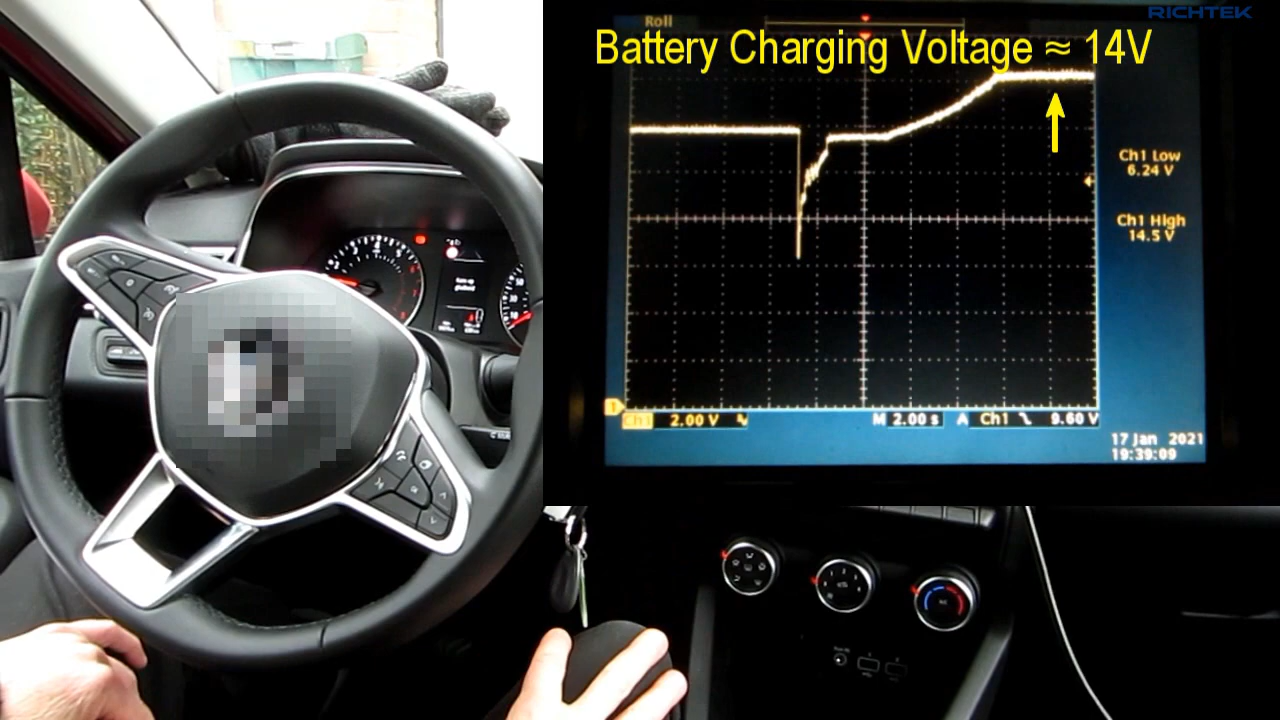 RICHTEK
Roll
Battery Charging Voltage ≈ 14V
Ch1 Low
6.24 V
Ch1 High
14.5 V
1
Ch1 2.00 V M 2.00 s A Ch1 9.60 V
17 Jan 2021
19:39:09